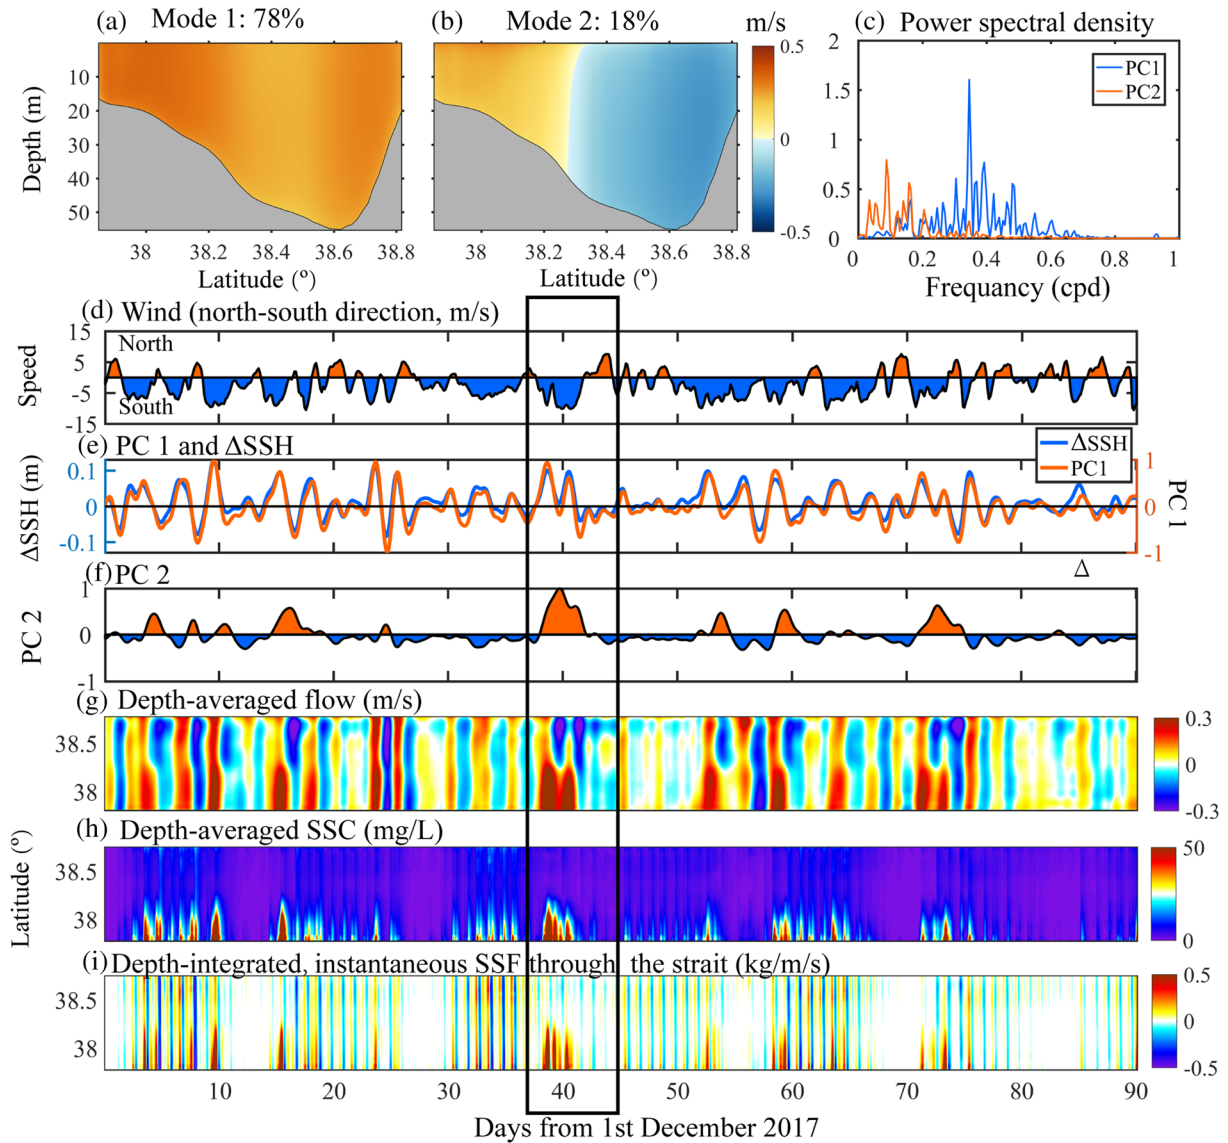 (a) Mode 1: 78%
(b) Mode 2: 18%
m/s
(c) Power spectral density
Depth (m)
10
20
30
40
50
38 38.2 38.4 38.6 38.8
Latitude (°)
10
20
30
40
50
38 38.2 38.4 38.6 38.8
Latitude (°)
0.5
0
-0.5
2
1.5
1
0.5
0
PC1
PC2
0 0.2 0.4 0.6 0.8 1
Frequancy (cpd)
(d) Wind (north-south direction, m/s)
Speed
15
5
-5
-15
North
South
(e) PC 1 and ΔSSH
ΔSSH (m)
0.1
0
-0.1
ΔSSH
PC1
1
0
-1
PC 1
Δ
(f) PC 2
PC 2
1
0
-1
(g) Depth-averaged flow (m/s)
38.5
38
0.3
0
-0.3
(h) Depth-averaged SSC (mg/L)
Latitude (°)
38.5
38
50
0
(i) Depth-integrated, instantaneous SSF through the strait (kg/m/s)
38.5
38
0.5
0
-0.5
10 20 30 40 50 60 70 80 90
Days from 1st December 2017